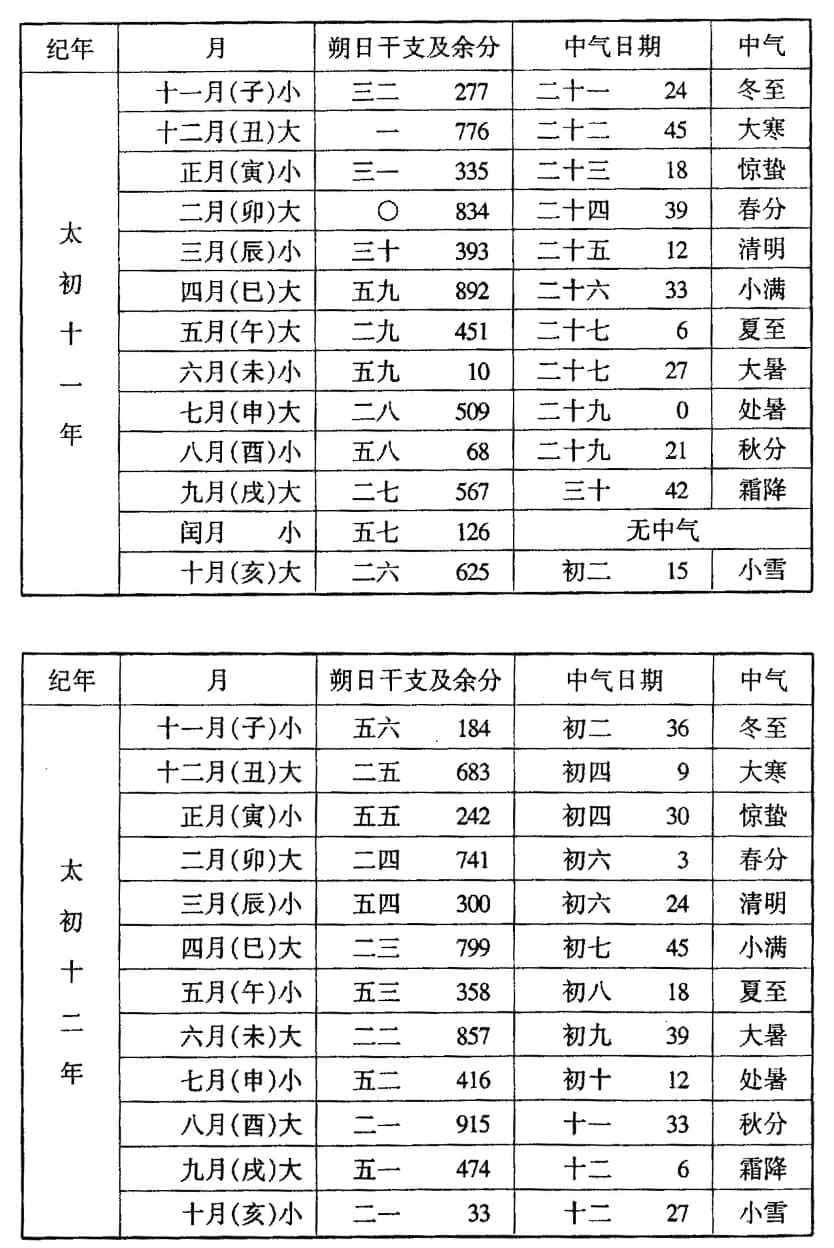 纪年 月 朔日干支及余分 中气日期 中气
太初十一年
十一月(子)小 三二 277 二十一 24 冬至
十二月(丑)大 一 776 二十二 45 大寒
正月(寅)小 三一 335 二十三 18 惊蛰
二月(卯)大 〇 834 二十四 39 春分
三月(辰)小 三十 393 二十五 12 清明
四月(巳)大 五九 892 二十六 33 小满
五月(午)大 二九 451 二十七 6 夏至
六月(未)小 五九 10 二十七 27 大暑
七月(申)大 二八 509 二十九 0 处暑
八月(酉)小 五八 68 二十九 21 秋分
九月(戌)大 二七 567 三十 42 霜降
闰月 小 五七 126 无中气
十月(亥)大 二六 625 初二 15 小雪
纪年 月 朔日干支及余分 中气日期 中气
太初十二年
十一月(子)小 五六 184 初二 36 冬至
十二月(丑)大 二五 683 初四 9 大寒
正月(寅)小 五五 242 初四 30 惊蛰
二月(卯)大 二四 741 初六 3 春分
三月(辰)小 五四 300 初六 24 清明
四月(巳)大 二三 799 初七 45 小满
五月(午)小 五三 358 初八 18 夏至
六月(未)大 二二 857 初九 39 大暑
七月(申)小 五二 416 初十 12 处暑
八月(酉)大 二一 915 十一 33 秋分
九月(戌)大 五一 474 十二 6 霜降
十月(亥)小 二一 33 十二 27 小雪